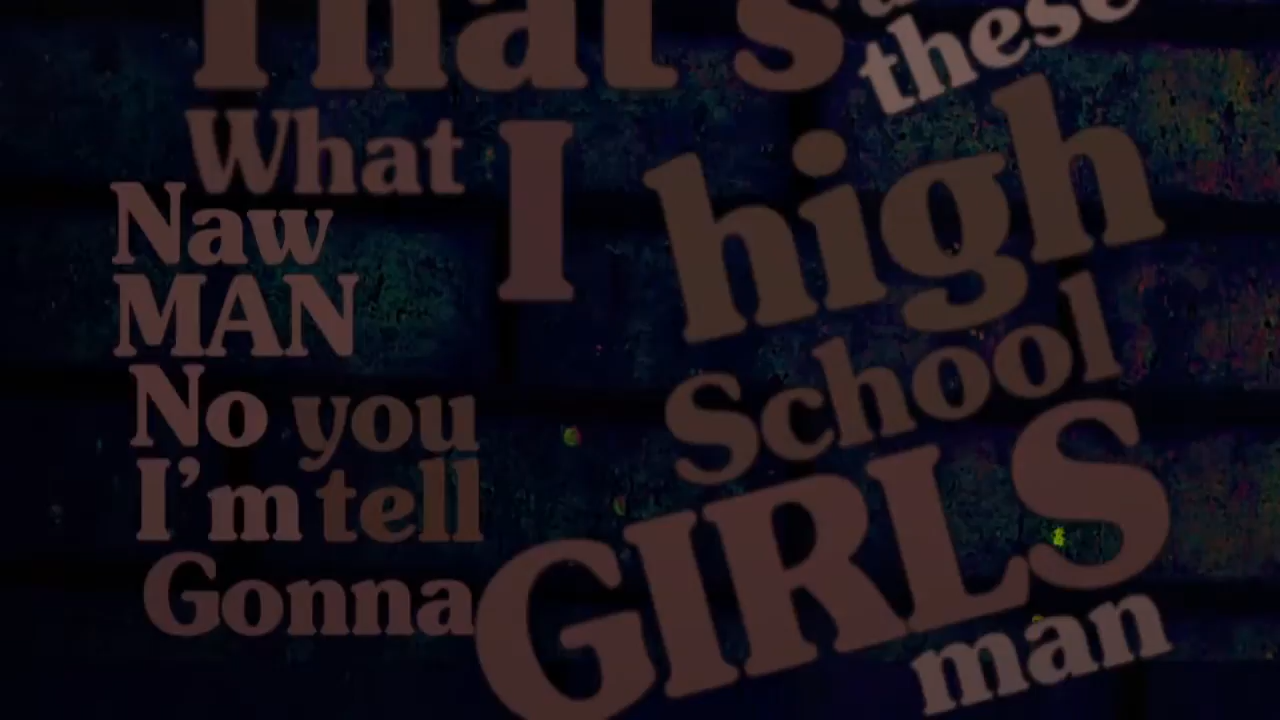 That's
these
What I
high
Naw
MAN
School
No you
GIRLS
I'm tell
Gonna
man